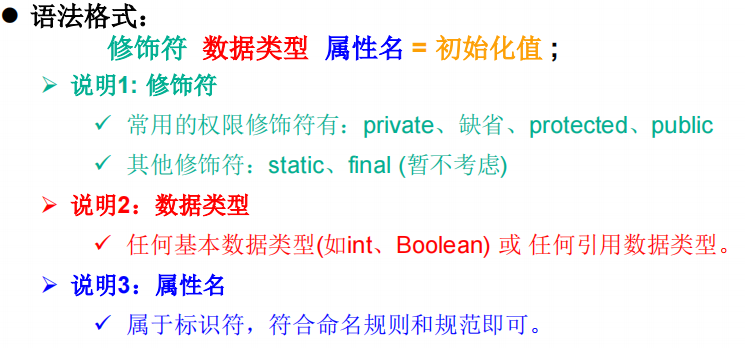 ● 语法格式：
修饰符 数据类型 属性名 = 初始化值 ;
➢ 说明1: 修饰符
✓ 常用的权限修饰符有：private、缺省、protected、public
✓ 其他修饰符：static、final (暂不考虑)
➢ 说明2：数据类型
✓ 任何基本数据类型(如int、Boolean) 或 任何引用数据类型。
➢ 说明3：属性名
✓ 属于标识符，符合命名规则和规范即可。